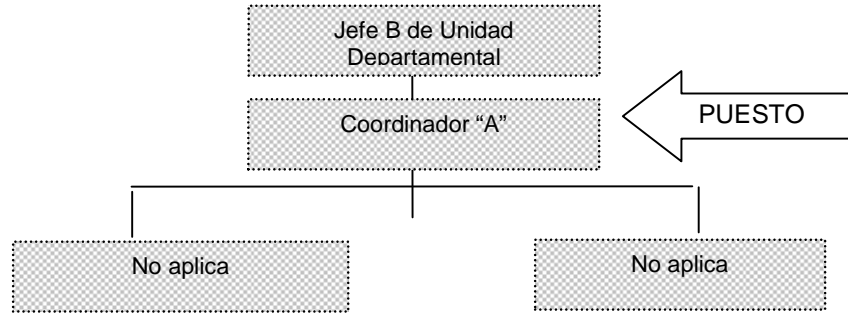 Jefe B de Unidad
Departamental
Coordinador “A”
PUESTO
No aplica
No aplica